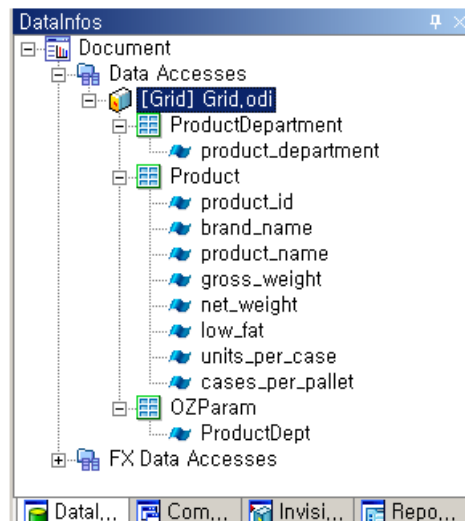 DataInfos
Document
Data Accesses
[Grid] Grid,odi
ProductDepartment
product_department
Product
product_id
brand_name
product_name
gross_weight
net_weight
low_fat
units_per_case
cases_per_pallet
OZParam
ProductDept
FX Data Accesses
DataI... Com... Invisi... Repo...